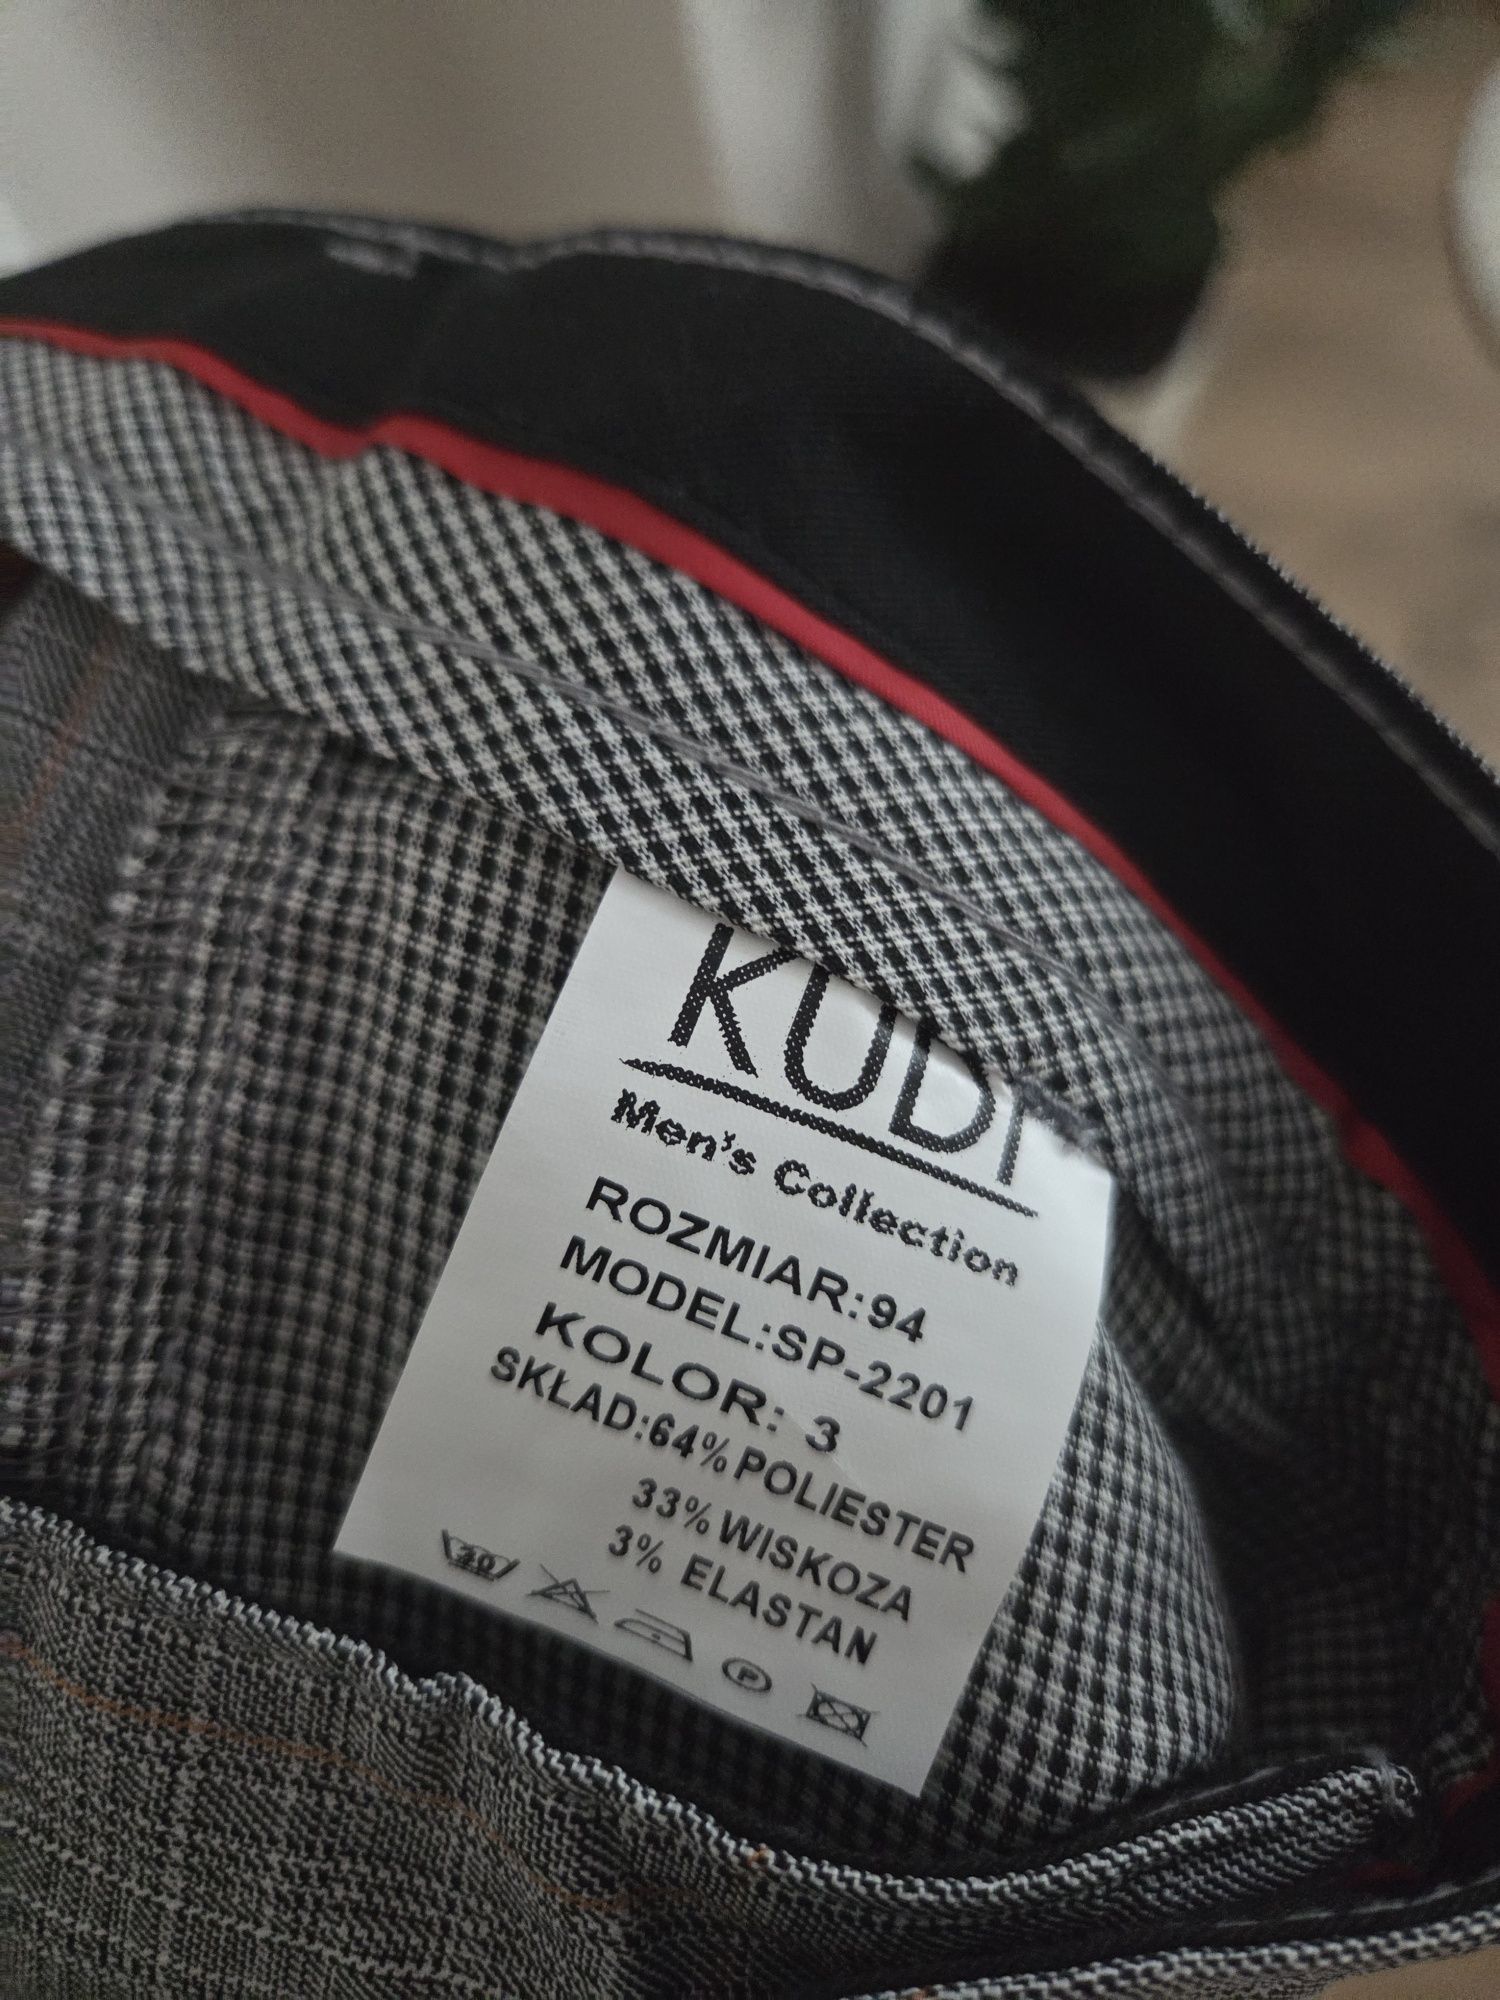 KUDI
Men's Collection
ROZMIAR:94
MODEL:SP-2201
KOLOR: 3
SKŁAD:64% POLIESTER
33% WISKOZA
3% ELASTAN
P